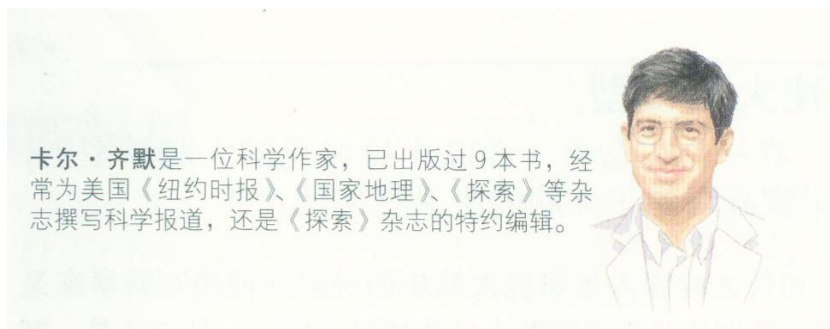 卡尔·齐默是一位科学作家，已出版过9本书，经
常为美国《纽约时报》、《国家地理》、《探索》等杂
志撰写科学报道，还是《探索》杂志的特约编辑。